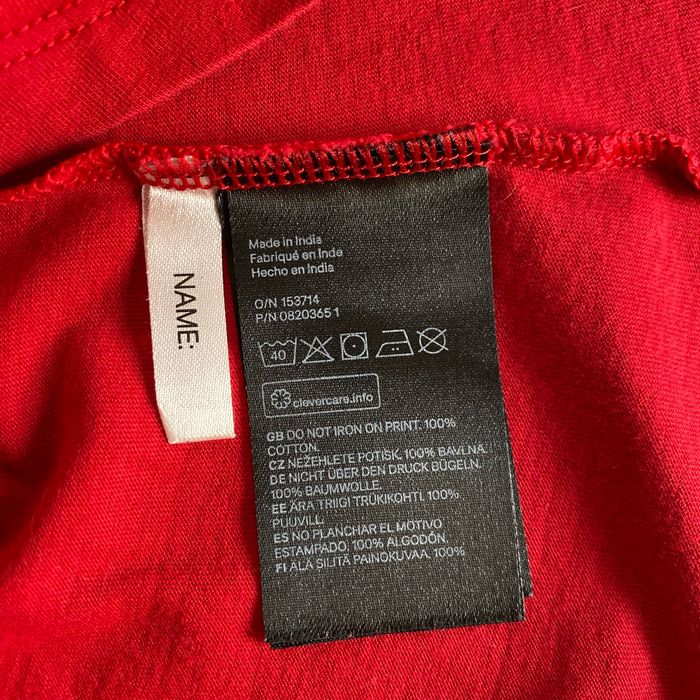 NAME:
Made in India
Fabriqué en Inde
Hecho en India
O/N 153714
P/N 08203651
40
clevercare.info
GB DO NOT IRON ON PRINT. 100%
COTTON.
CZ NEŽEHLETE POTISK. 100% BAVLNA.
DE NICHT ÜBER DEN DRUCK BÜGELN.
100% BAUMWOLLE.
EE ÄRA TRIIGI TRÜKIKOHTI. 100%
PUUVILL.
ES NO PLANCHAR EL MOTIVO
ESTAMPADO. 100% ALGODÓN.
FI ÄLÄ SILITÄ PAINOKUVAA. 100%